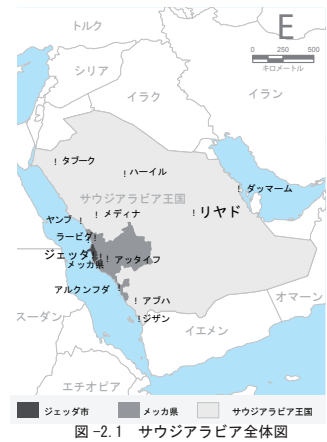 トルク
E
0 250 500
キロメートル
シリア
イラク
イラン
タブーク
ハーイル
ダッマーム
サウジアラビア王国
ヤンブ
メディナ
リヤド
ラービグ
ジェッダ
メッカ県
アッタイフ
アルクンフダ
オマーン
アブハ
スーダン
ジザン
イエメン
エチオピア
ジェッダ市 メッカ県 サウジアラビア王国
図-2.1 サウジアラビア全体図